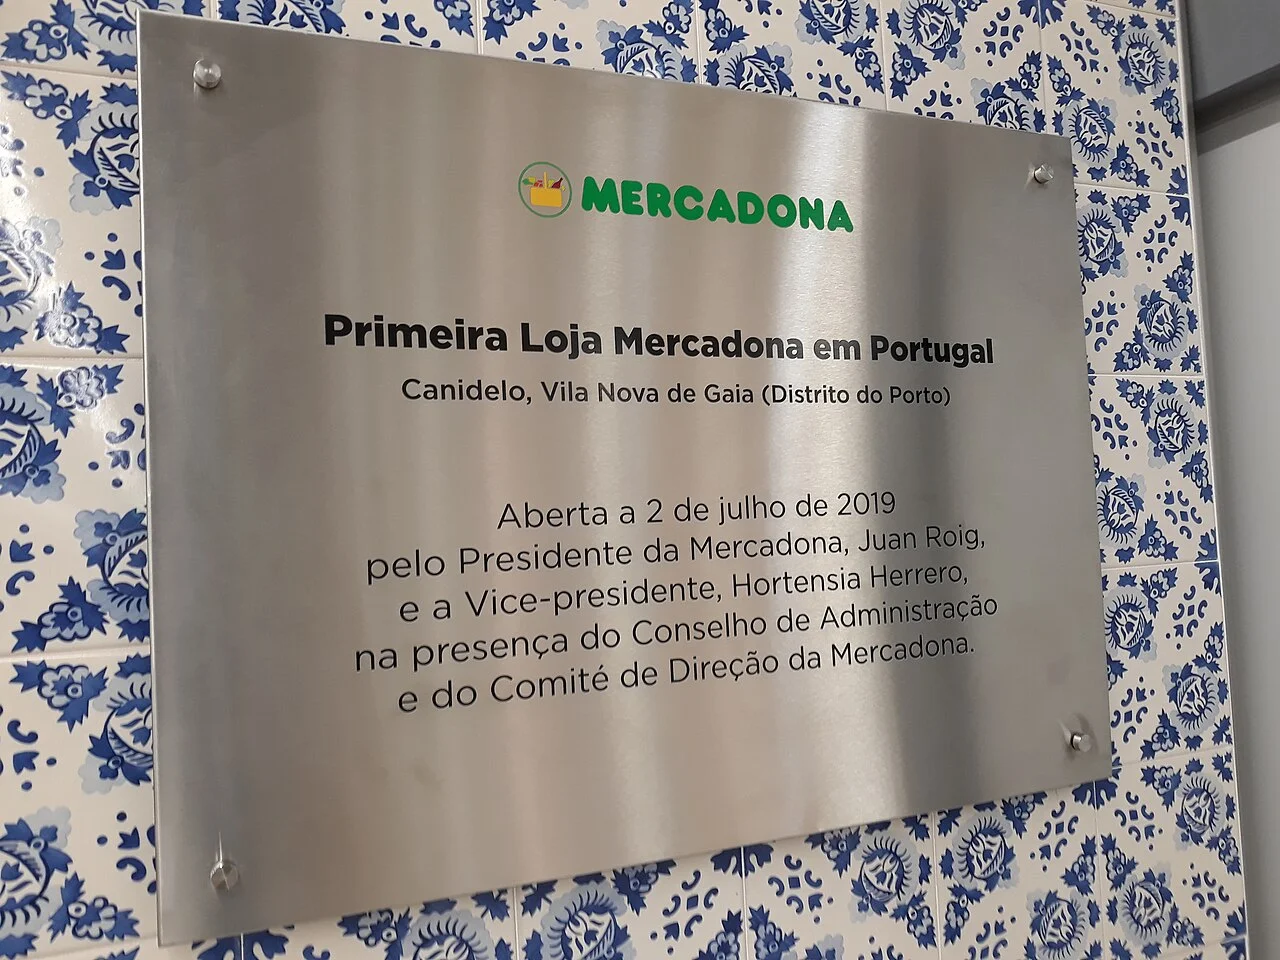 MERCADONA
Primeira Loja Mercadona em Portugal
Canidelo, Vila Nova de Gaia (Distrito do Porto)
Aberta a 2 de julho de 2019
pelo Presidente da Mercadona, Juan Roig,
e a Vice-presidente, Hortensia Herrero,
na presença do Conselho de Administração
e do Comité de Direção da Mercadona.